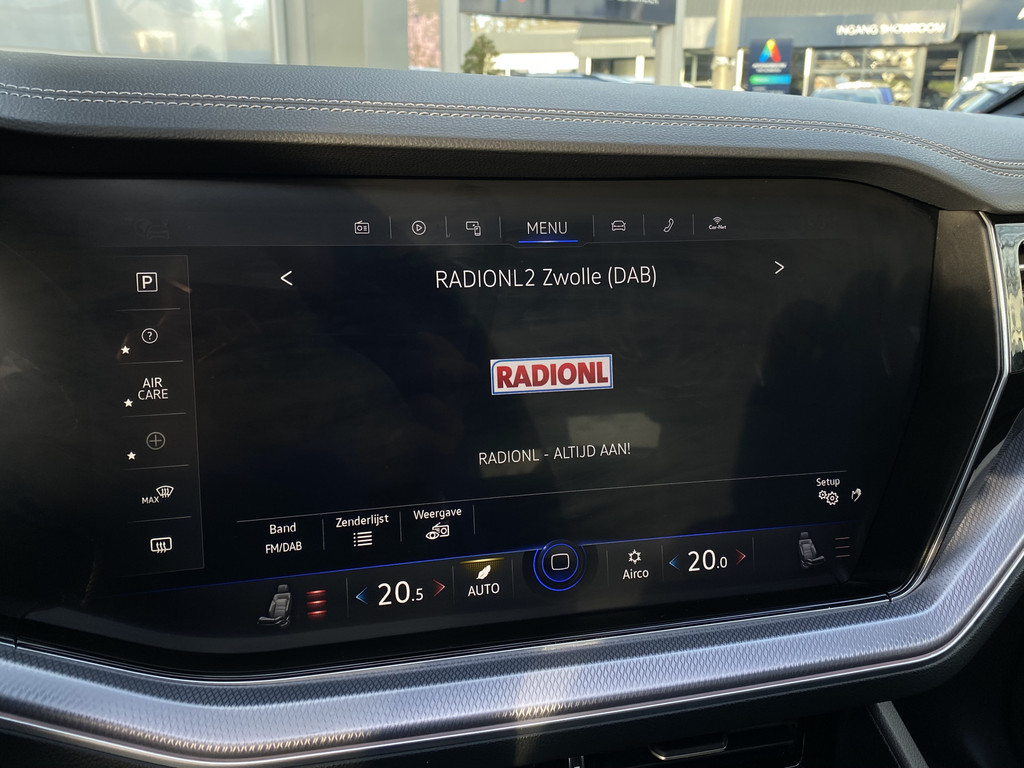 INGANG SHOWROOM
MENU
Car-Net
P
RADIONL2 Zwolle (DAB)
?
AIR
CARE
RADIONL
RADIONL - ALTIJD AAN!
MAX
Setup
Band
FM/DAB
Zenderlijst
Weergave
20.5
AUTO
Airco
20.0